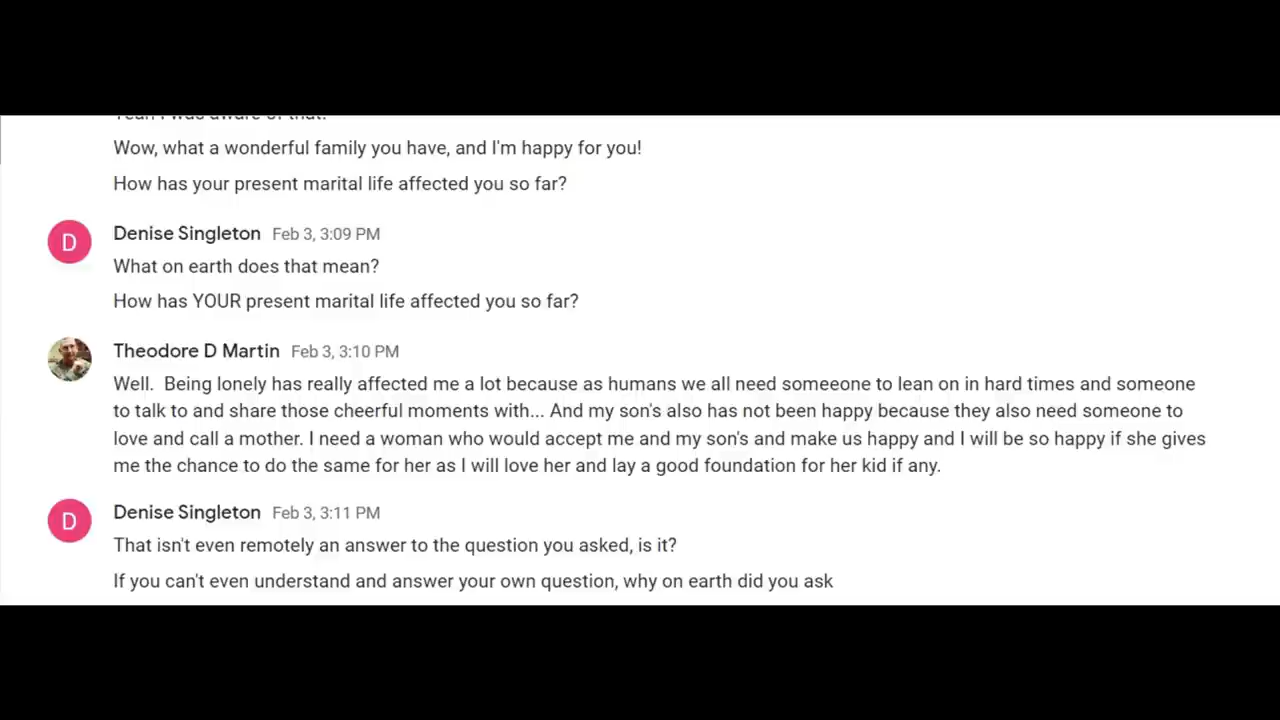 Yeah I was aware of that.
Wow, what a wonderful family you have, and I'm happy for you!
How has your present marital life affected you so far?
Denise Singleton Feb 3, 3:09 PM
D
What on earth does that mean?
How has YOUR present marital life affected you so far?
Theodore D Martin Feb 3, 3:10 PM
Well.  Being lonely has really affected me a lot because as humans we all need someeone to lean on in hard times and someone
to talk to and share those cheerful moments with... And my son's also has not been happy because they also need someone to
love and call a mother. I need a woman who would accept me and my son's and make us happy and I will be so happy if she gives
me the chance to do the same for her as I will love her and lay a good foundation for her kid if any.
Denise Singleton Feb 3, 3:11 PM
D
That isn't even remotely an answer to the question you asked, is it?
If you can't even understand and answer your own question, why on earth did you ask